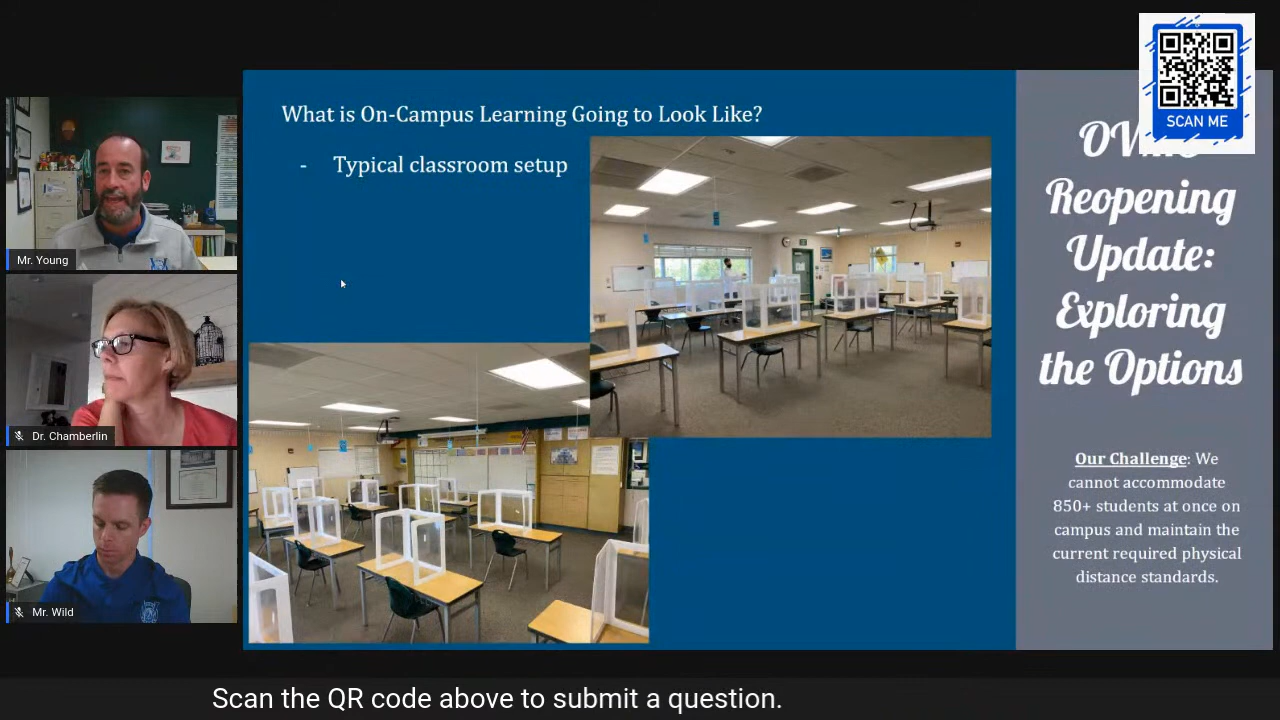 SCAN ME
What is On-Campus Learning Going to Look Like?
- Typical classroom setup
Reopening
Update:
Exploring
the Options
Our Challenge: We
cannot accommodate
850+ students at once on
campus and maintain the
current required physical
distance standards.
Mr. Young
Dr. Chamberlin
Mr. Wild
Scan the QR code above to submit a question.